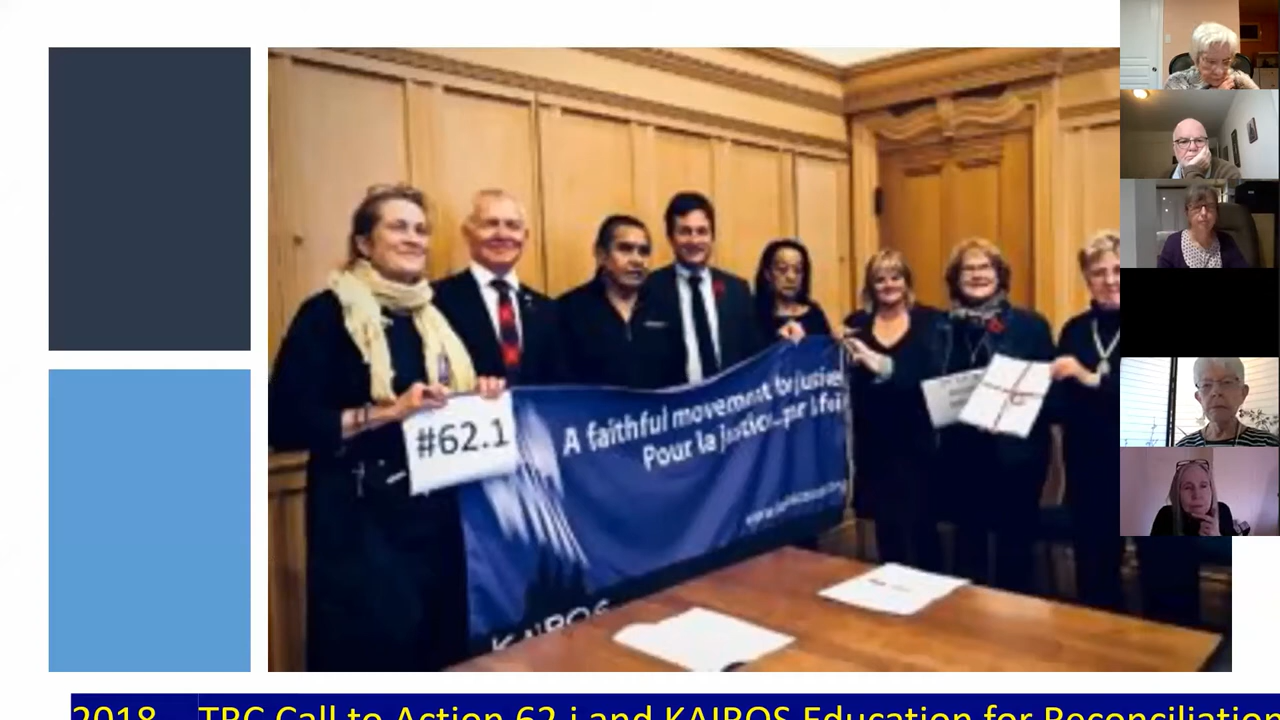 #62.1
A faithful movement for justice
Pour la justice...par la foi
KAIROS
2018 – TRC Call to Action 62-i and KAIROS Education for Reconciliation